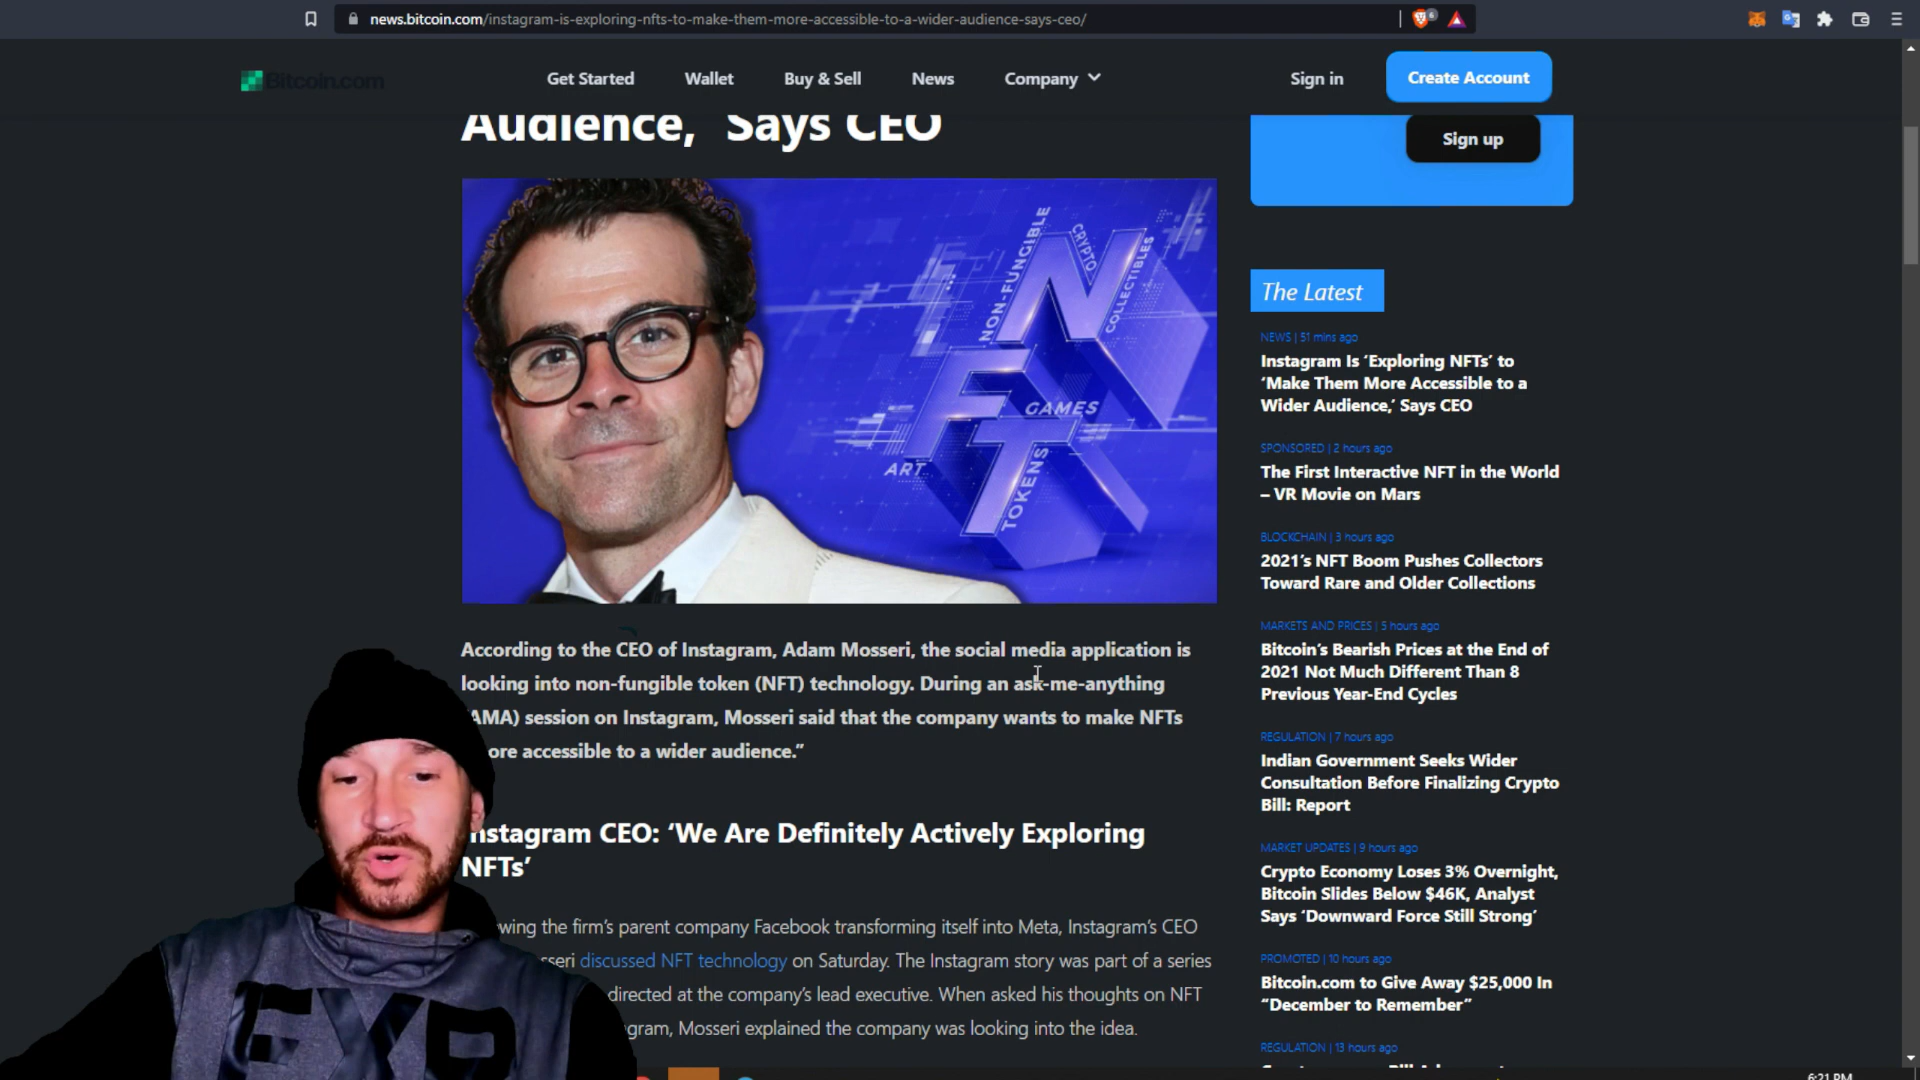 news.bitcoin.com/instagram-is-exploring-nfts-to-make-them-more-accessible-to-a-wider-audience-says-ceo/
Bitcoin.com
Get Started
Wallet
Buy & Sell
News
Company
Sign in
Create Account
Audience,’ Says CEO
Sign up
NON-FUNGIBLE
CRYPTO
COLLECTIBLES
GAMES
ART
TOKENS
NFT
According to the CEO of Instagram, Adam Mosseri, the social media application is
looking into non-fungible token (NFT) technology. During an ask-me-anything
AMA) session on Instagram, Mosseri said that the company wants to make NFTs
accessible to a wider audience.”
CEO: ‘We Are Definitely Actively Exploring
NFTs’
the firm’s parent company Facebook transforming itself into Meta, Instagram’s CEO
discussed NFT technology on Saturday. The Instagram story was part of a series
directed at the company’s lead executive. When asked his thoughts on NFT
Mosseri explained the company was looking into the idea.
The Latest
NEWS | 51 mins ago
Instagram Is ‘Exploring NFTs’ to
‘Make Them More Accessible to a
Wider Audience,’ Says CEO
SPONSORED | 2 hours ago
The First Interactive NFT in the World
– VR Movie on Mars
BLOCKCHAIN | 3 hours ago
2021’s NFT Boom Pushes Collectors
Toward Rare and Older Collections
MARKETS AND PRICES | 5 hours ago
Bitcoin’s Bearish Prices at the End of
2021 Not Much Different Than 8
Previous Year-End Cycles
REGULATION | 7 hours ago
Indian Government Seeks Wider
Consultation Before Finalizing Crypto
Bill: Report
MARKET UPDATES | 9 hours ago
Crypto Economy Loses 3% Overnight,
Bitcoin Slides Below $46K, Analyst
Says ‘Downward Force Still Strong’
PROMOTED | 10 hours ago
Bitcoin.com to Give Away $25,000 In
“December to Remember”
REGULATION | 13 hours ago
6:21 PM